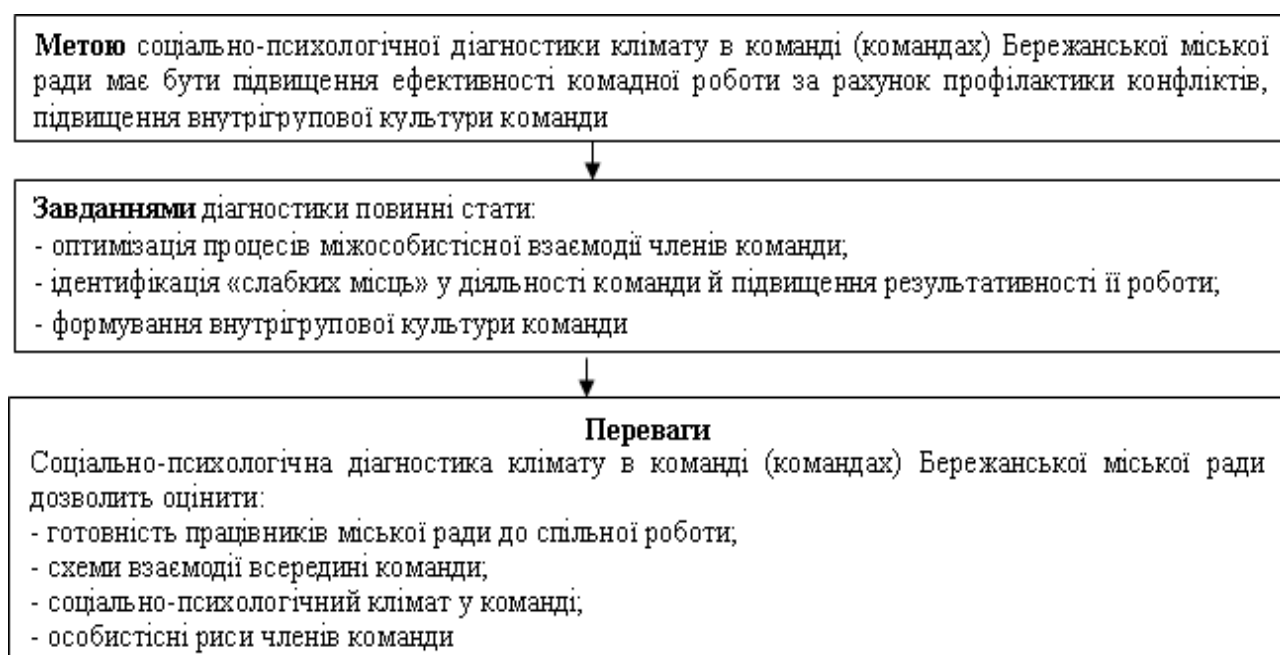 Метою соціально-психологічної діагностики клімату в команді (командах) Бережанської міської
ради має бути підвищення ефективності комадної роботи за рахунок профілактики конфліктів,
підвищення внутрігрупової культури команди
Завданнями діагностики повинні стати:
- оптимізація процесів міжособистісної взаємодії членів команди;
- ідентифікація «слабких місць» у діяльності команди й підвищення результативності її роботи;
- формування внутрігрупової культури команди
Переваги
Соціально-психологічна діагностика клімату в команді (командах) Бережанської міської ради
дозволить оцінити:
- готовність працівників міської ради до спільної роботи;
- схеми взаємодії всередині команди;
- соціально-психологічний клімат у команді;
- особистісні риси членів команди